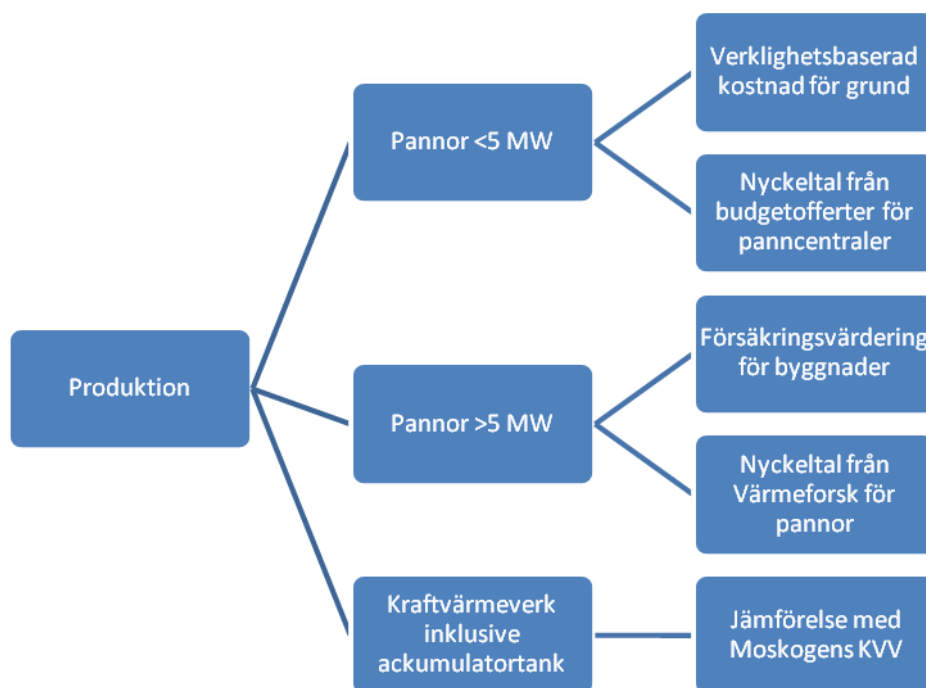 Produktion
Pannor <5 MW
Verklighetsbaserad
kostnad för grund
Nyckeltal från
budgetofferter för
panncentraler
Pannor >5 MW
Försäkringsvärdering
för byggnader
Nyckeltal från
Värmeforsk för
pannor
Kraftvärmeverk
inklusive
ackumulatortank
Jämförelse med
Moskogens KVV